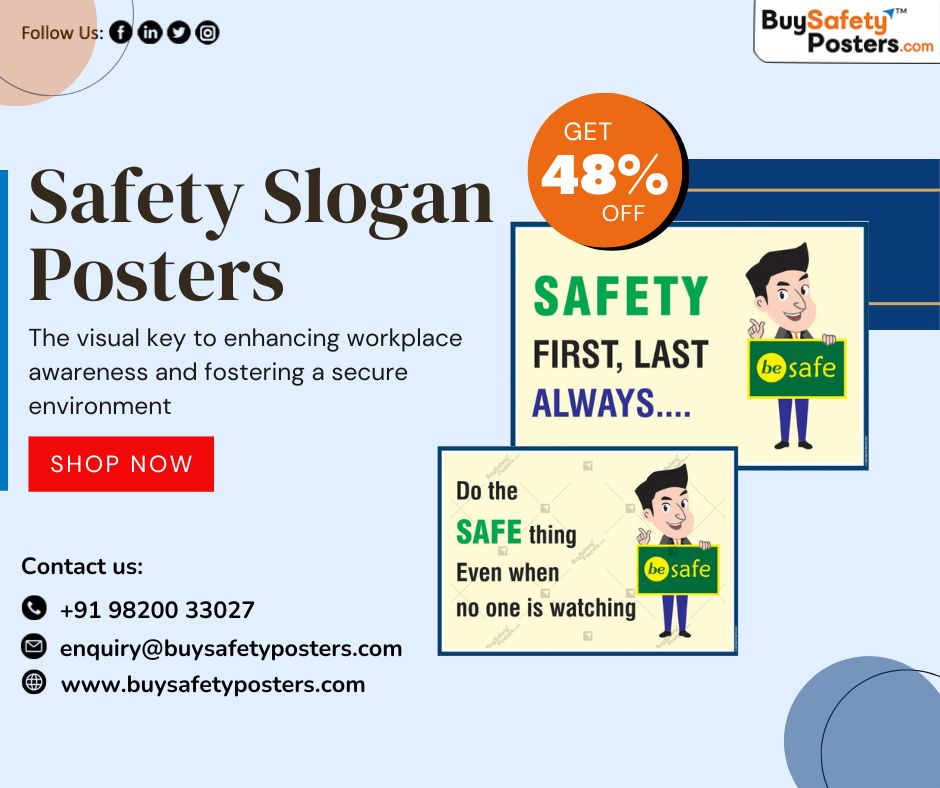 Follow Us:
BuySafety™
Posters.com
GET
48%
OFF
Safety Slogan
Posters
The visual key to enhancing workplace
awareness and fostering a secure
environment
SHOP NOW
SAFETY
FIRST, LAST
ALWAYS....
be safe
Do the
SAFE thing
Even when
no one is watching
be safe
Contact us:
+91 98200 33027
enquiry@buysafetyposters.com
www.buysafetyposters.com